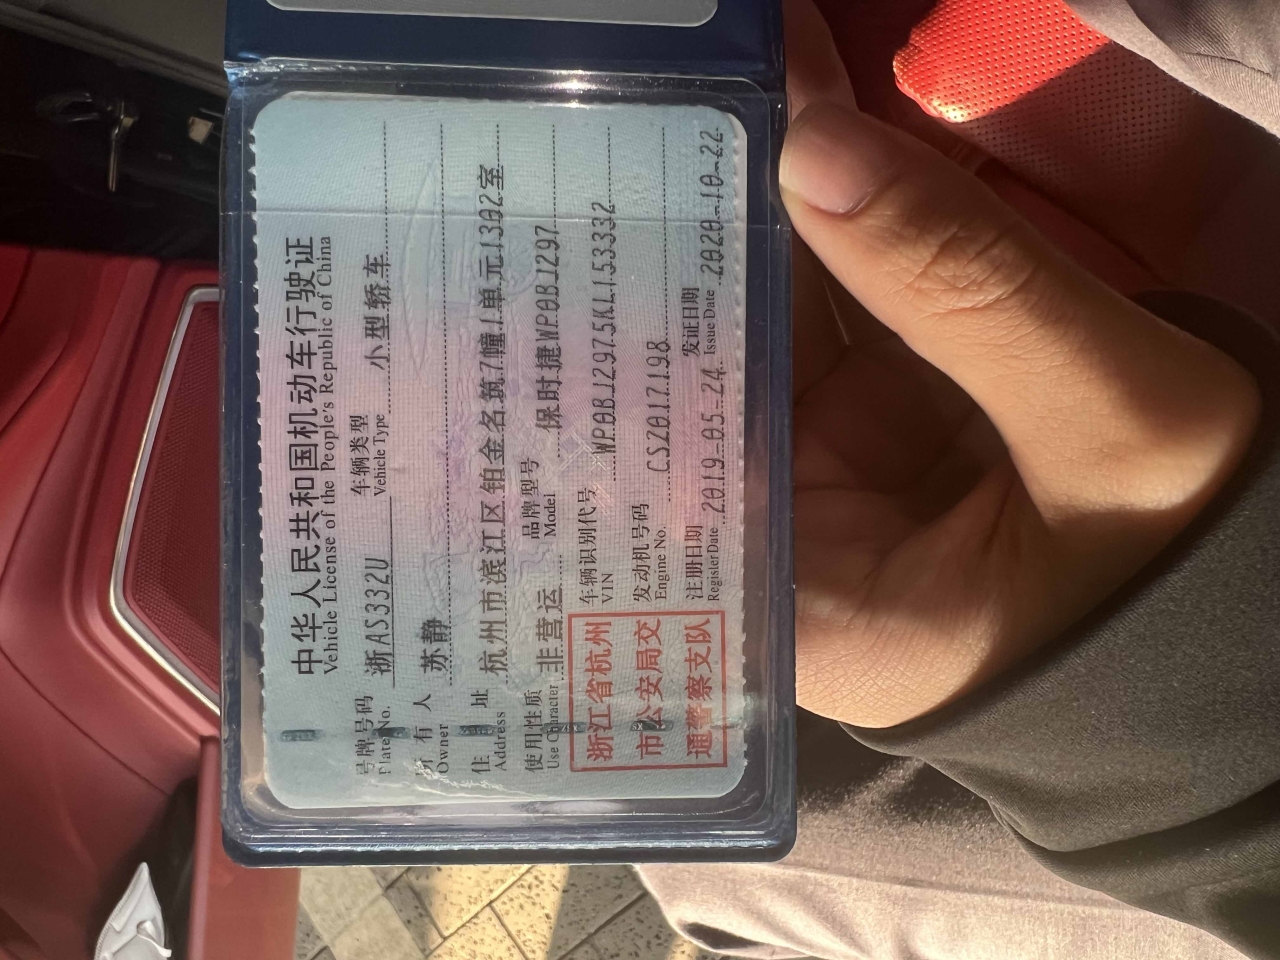 中华人民共和国机动车行驶证
Vehicle License of the People's Republic of China
号牌号码 浙AS332U 车辆类型 小型轿车
Plate No. Vehicle Type
所有人 苏静
Owner
住址 杭州市滨江区铂金名筑7幢1单元1302室
Address
使用性质 非营运 品牌型号 保时捷WP0BJ297
Use Character Model
浙江省杭州
市公安局交
通警察支队
车辆识别代号 WP0BJ2975KL153332
VIN
发动机号码 CSZ017198
Engine No.
注册日期 2019-05-24 发证日期 2020-10-22
Register Date Issue Date